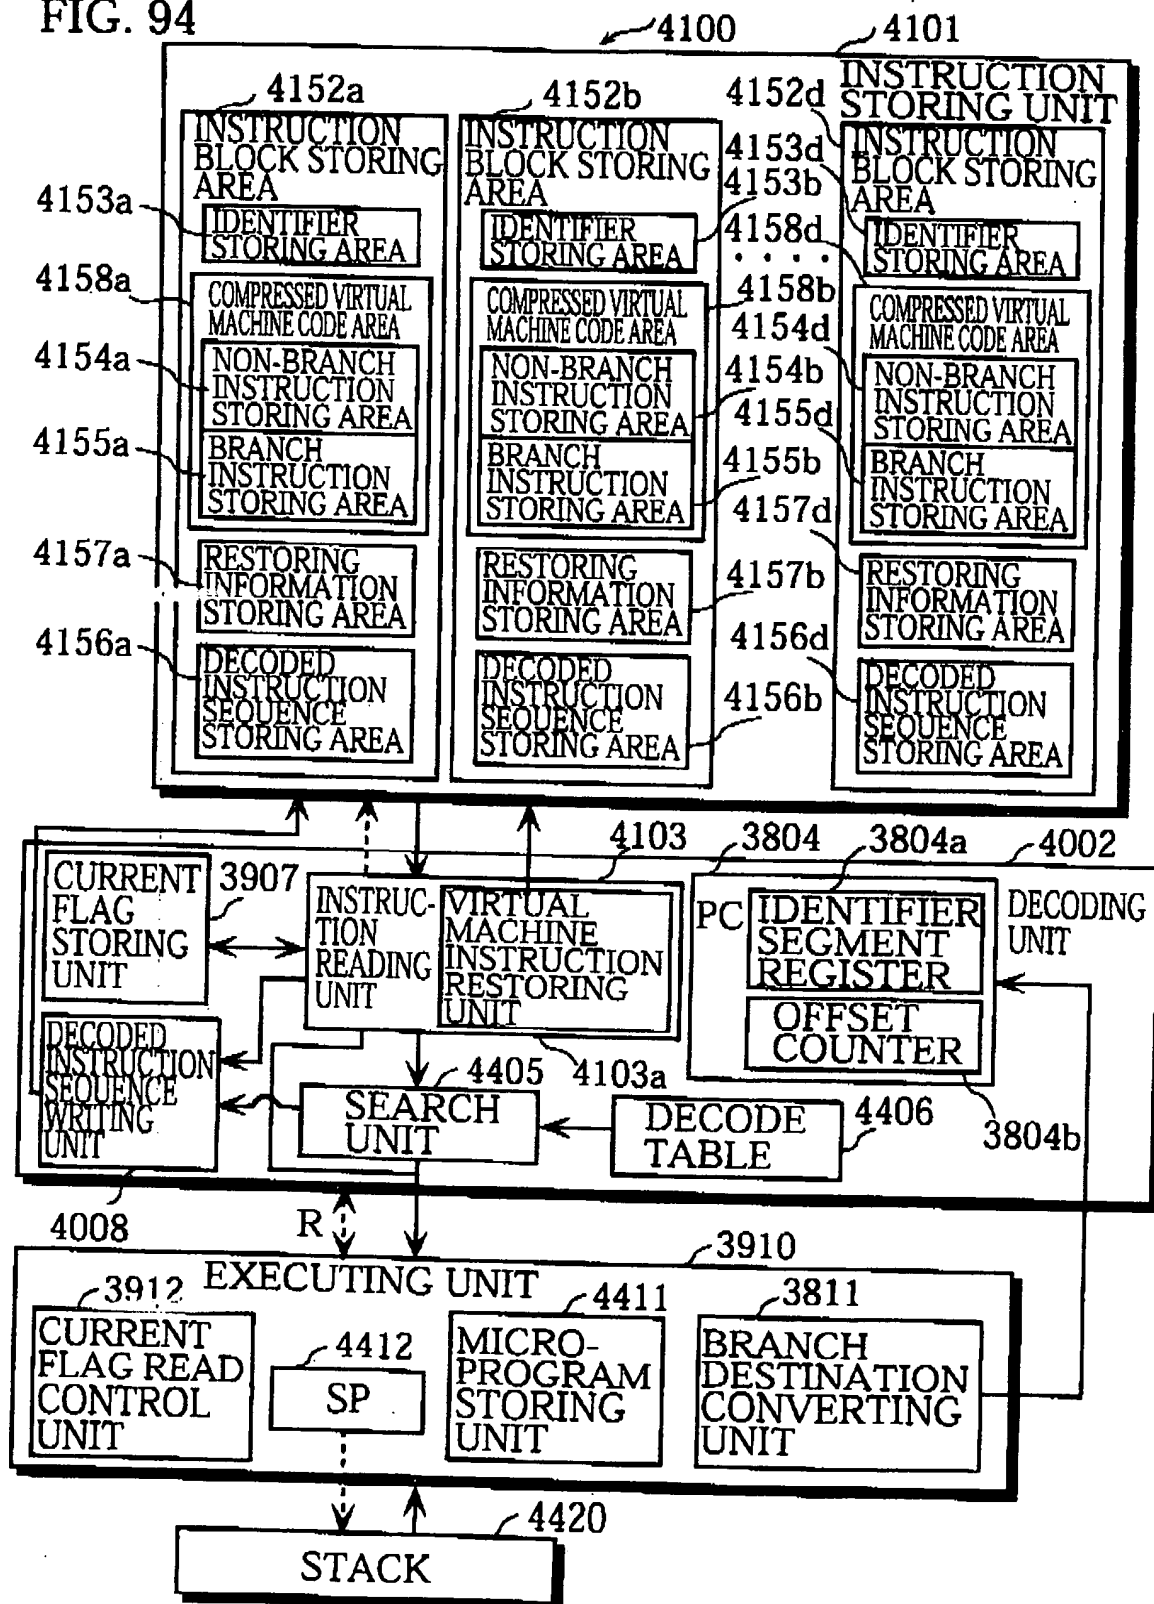 FIG. 94
4100
4101
INSTRUCTION
STORING UNIT
4152a
INSTRUCTION
BLOCK STORING
AREA
4153a
IDENTIFIER
STORING AREA
4158a
COMPRESSED VIRTUAL
MACHINE CODE AREA
4154a
NON-BRANCH
INSTRUCTION
STORING AREA
4155a
BRANCH
INSTRUCTION
STORING AREA
4157a
RESTORING
INFORMATION
STORING AREA
4156a
DECODED
INSTRUCTION
SEQUENCE
STORING AREA
4152b
INSTRUCTION
BLOCK STORING
AREA
4153b
IDENTIFIER
STORING AREA
4158b
COMPRESSED VIRTUAL
MACHINE CODE AREA
4154b
NON-BRANCH
INSTRUCTION
STORING AREA
4155b
BRANCH
INSTRUCTION
STORING AREA
4157b
RESTORING
INFORMATION
STORING AREA
4156b
DECODED
INSTRUCTION
SEQUENCE
STORING AREA
. . . .
4152d
INSTRUCTION
BLOCK STORING
AREA
4153d
IDENTIFIER
STORING AREA
4158d
COMPRESSED VIRTUAL
MACHINE CODE AREA
4154d
NON-BRANCH
INSTRUCTION
STORING AREA
4155d
BRANCH
INSTRUCTION
STORING AREA
4157d
RESTORING
INFORMATION
STORING AREA
4156d
DECODED
INSTRUCTION
SEQUENCE
STORING AREA
4002
DECODING
UNIT
3907
CURRENT
FLAG
STORING
UNIT
4103
INSTRUC-
TION
READING
UNIT
VIRTUAL
MACHINE
INSTRUCTION
RESTORING
UNIT
4103a
3804
PC
3804a
IDENTIFIER
SEGMENT
REGISTER
OFFSET
COUNTER
3804b
DECODED
INSTRUCTION
SEQUENCE
WRITING
UNIT
4008
4405
SEARCH
UNIT
DECODE
TABLE
4406
R
3910
EXECUTING UNIT
3912
CURRENT
FLAG READ
CONTROL
UNIT
4412
SP
4411
MICRO-
PROGRAM
STORING
UNIT
3811
BRANCH
DESTINATION
CONVERTING
UNIT
4420
STACK